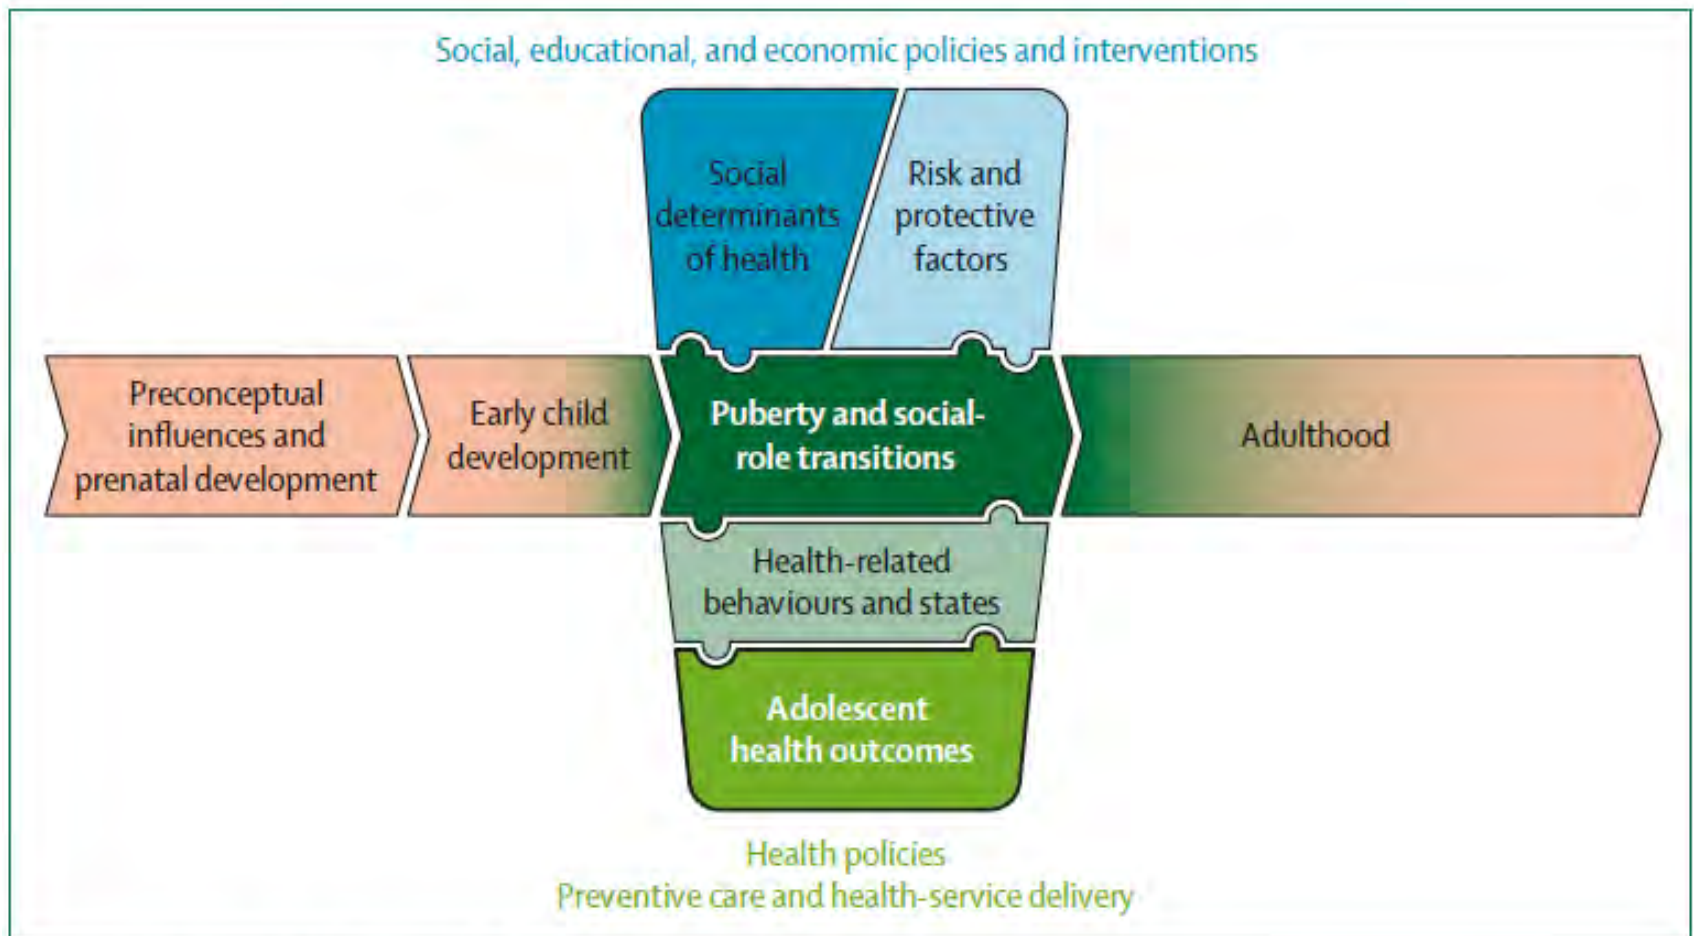 Social, educational, and economic policies and interventions
Social
determinants
of health
Risk and
protective
factors
Preconceptual
influences and
prenatal development
Early child
development
Puberty and social-
role transitions
Adulthood
Health-related
behaviours and states
Adolescent
health outcomes
Health policies
Preventive care and health-service delivery